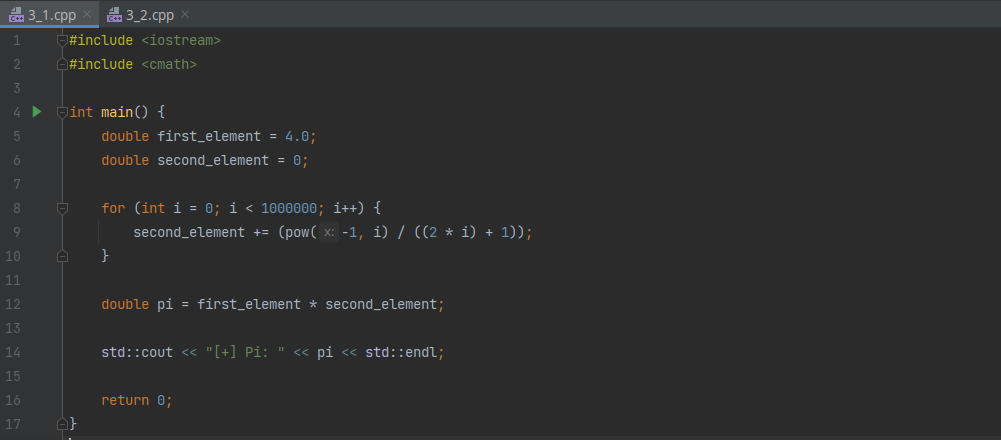 3_1.cpp 3_2.cpp
1 #include <iostream>
2 #include <cmath>
3
4 int main() {
5 double first_element = 4.0;
6 double second_element = 0;
7
8 for (int i = 0; i < 1000000; i++) {
9 second_element += (pow( x: -1, i) / ((2 * i) + 1));
10 }
11
12 double pi = first_element * second_element;
13
14 std::cout << "[+] Pi: " << pi << std::endl;
15
16 return 0;
17 }